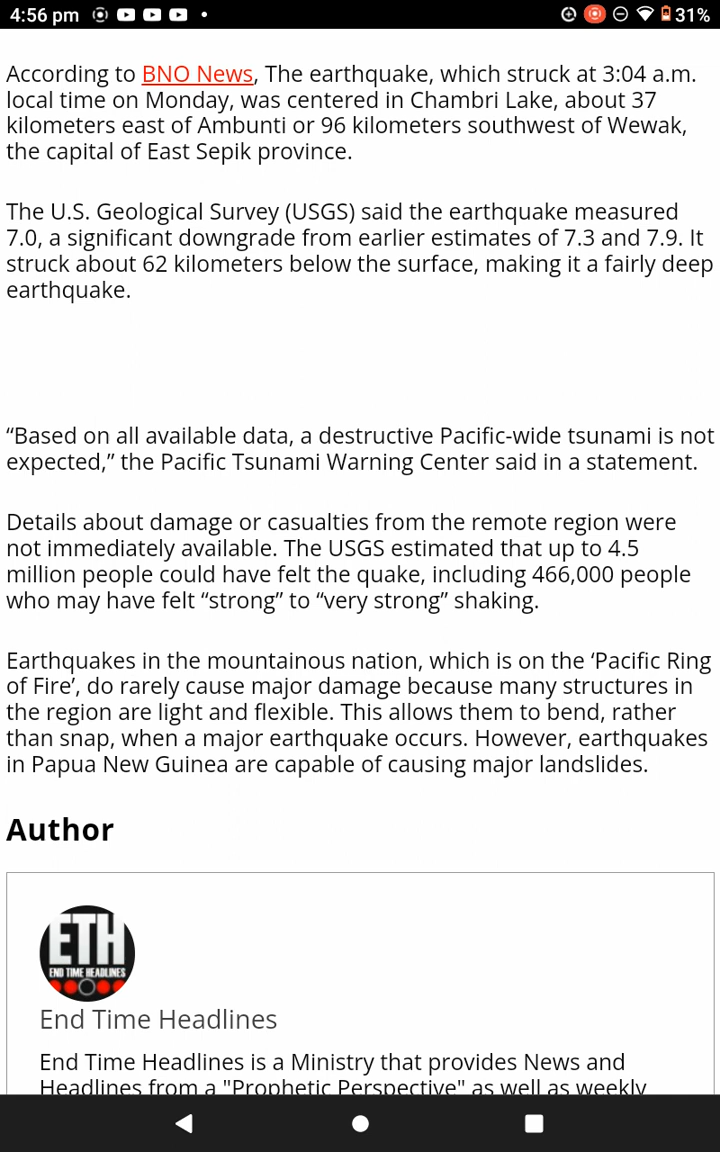 4:56 pm
31%
According to BNO News, The earthquake, which struck at 3:04 a.m.
local time on Monday, was centered in Chambri Lake, about 37
kilometers east of Ambunti or 96 kilometers southwest of Wewak,
the capital of East Sepik province.
The U.S. Geological Survey (USGS) said the earthquake measured
7.0, a significant downgrade from earlier estimates of 7.3 and 7.9. It
struck about 62 kilometers below the surface, making it a fairly deep
earthquake.
“Based on all available data, a destructive Pacific-wide tsunami is not
expected,” the Pacific Tsunami Warning Center said in a statement.
Details about damage or casualties from the remote region were
not immediately available. The USGS estimated that up to 4.5
million people could have felt the quake, including 466,000 people
who may have felt “strong” to “very strong” shaking.
Earthquakes in the mountainous nation, which is on the ‘Pacific Ring
of Fire’, do rarely cause major damage because many structures in
the region are light and flexible. This allows them to bend, rather
than snap, when a major earthquake occurs. However, earthquakes
in Papua New Guinea are capable of causing major landslides.
Author
ETH
END TIME HEADLINES
End Time Headlines
End Time Headlines is a Ministry that provides News and
Headlines from a "Prophetic Perspective" as well as weekly